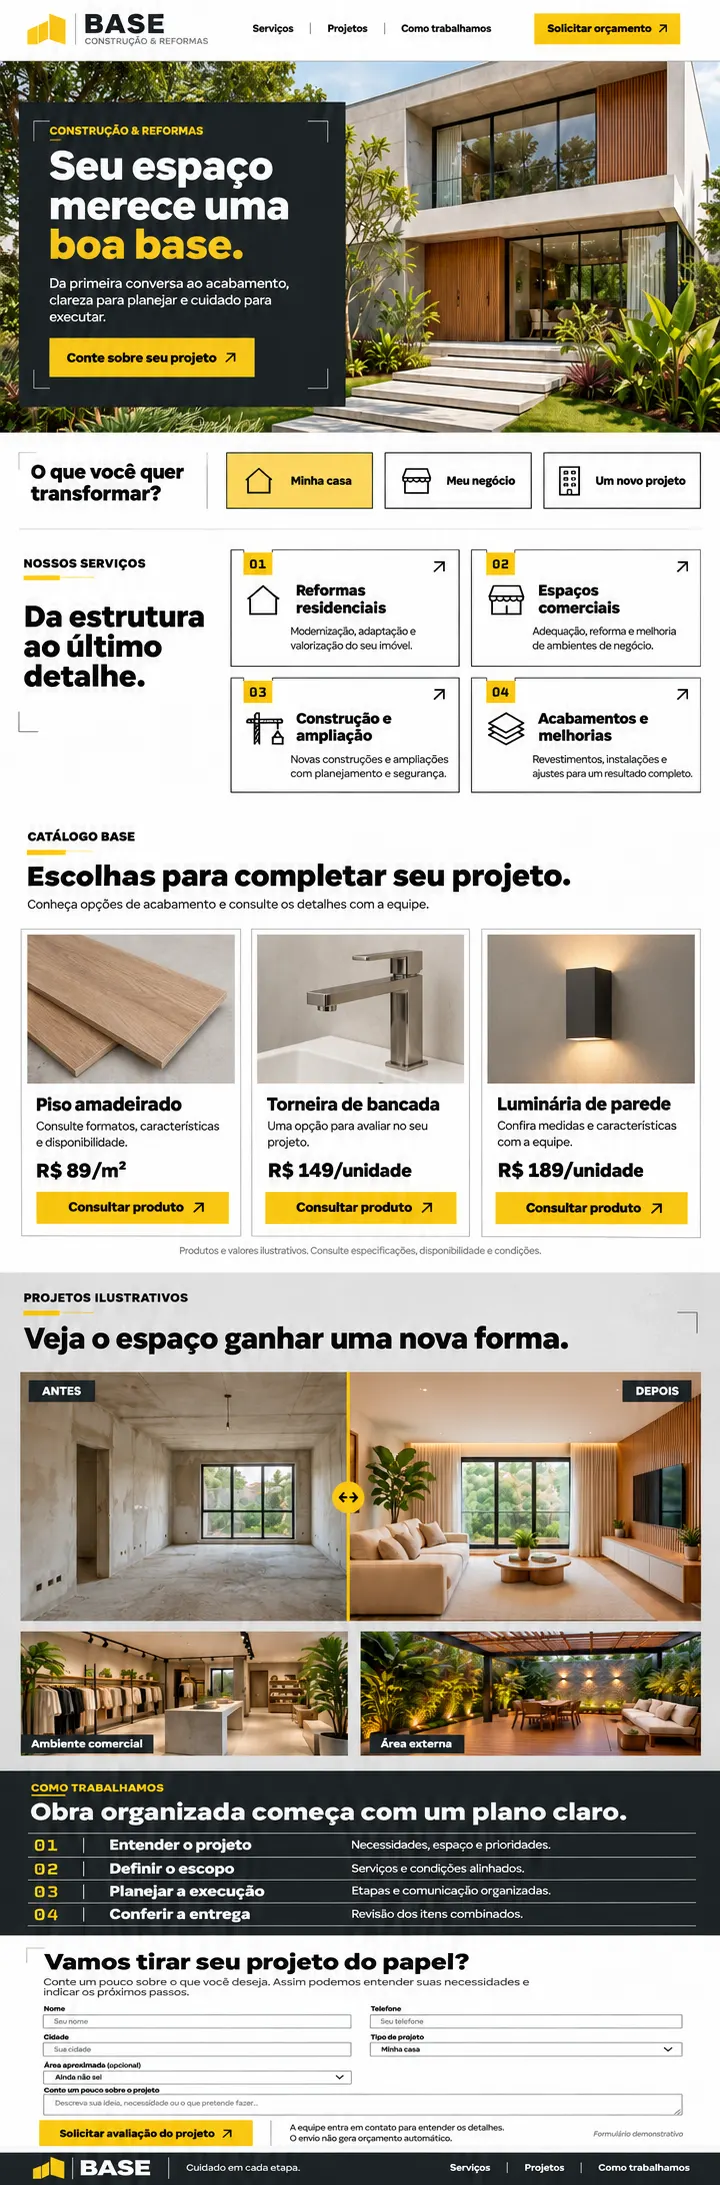 BASE
CONSTRUÇÃO & REFORMAS
Serviços
Projetos
Como trabalhamos
Solicitar orçamento
CONSTRUÇÃO & REFORMAS
Seu espaço
merece uma
boa base.
Da primeira conversa ao acabamento,
clareza para planejar e cuidado para
executar.
Conte sobre seu projeto
O que você quer
transformar?
Minha casa
Meu negócio
Um novo projeto
NOSSOS SERVIÇOS
Da estrutura
ao último
detalhe.
01
Reformas
residenciais
Modernização, adaptação e
valorização do seu imóvel.
02
Espaços
comerciais
Adequação, reforma e melhoria
de ambientes de negócio.
03
Construção e
ampliação
Novas construções e ampliações
com planejamento e segurança.
04
Acabamentos e
melhorias
Revestimentos, instalações e
ajustes para um resultado completo.
CATÁLOGO BASE
Escolhas para completar seu projeto.
Conheça opções de acabamento e consulte os detalhes com a equipe.
Piso amadeirado
Consulte formatos, características
e disponibilidade.
R$ 89/m²
Consultar produto
Torneira de bancada
Uma opção para avaliar no seu
projeto.
R$ 149/unidade
Consultar produto
Luminária de parede
Confira medidas e características
com a equipe.
R$ 189/unidade
Consultar produto
Produtos e valores ilustrativos. Consulte especificações, disponibilidade e condições.
PROJETOS ILUSTRATIVOS
Veja o espaço ganhar uma nova forma.
ANTES
DEPOIS
Ambiente comercial
Área externa
COMO TRABALHAMOS
Obra organizada começa com um plano claro.
01 Entender o projeto Necessidades, espaço e prioridades.
02 Definir o escopo Serviços e condições alinhados.
03 Planejar a execução Etapas e comunicação organizadas.
04 Conferir a entrega Revisão dos itens combinados.
Vamos tirar seu projeto do papel?
Conte um pouco sobre o que você deseja. Assim podemos entender suas necessidades e
indicar os próximos passos.
Nome
Seu nome
Telefone
Seu telefone
Cidade
Sua cidade
Tipo de projeto
Minha casa
Área aproximada (opcional)
Ainda não sei
Conte um pouco sobre o projeto
Descreva sua ideia, necessidade ou o que pretende fazer...
Solicitar avaliação do projeto
A equipe entra em contato para entender os detalhes.
O envio não gera orçamento automático.
Formulário demonstrativo
BASE
Cuidado em cada etapa.
Serviços
Projetos
Como trabalhamos